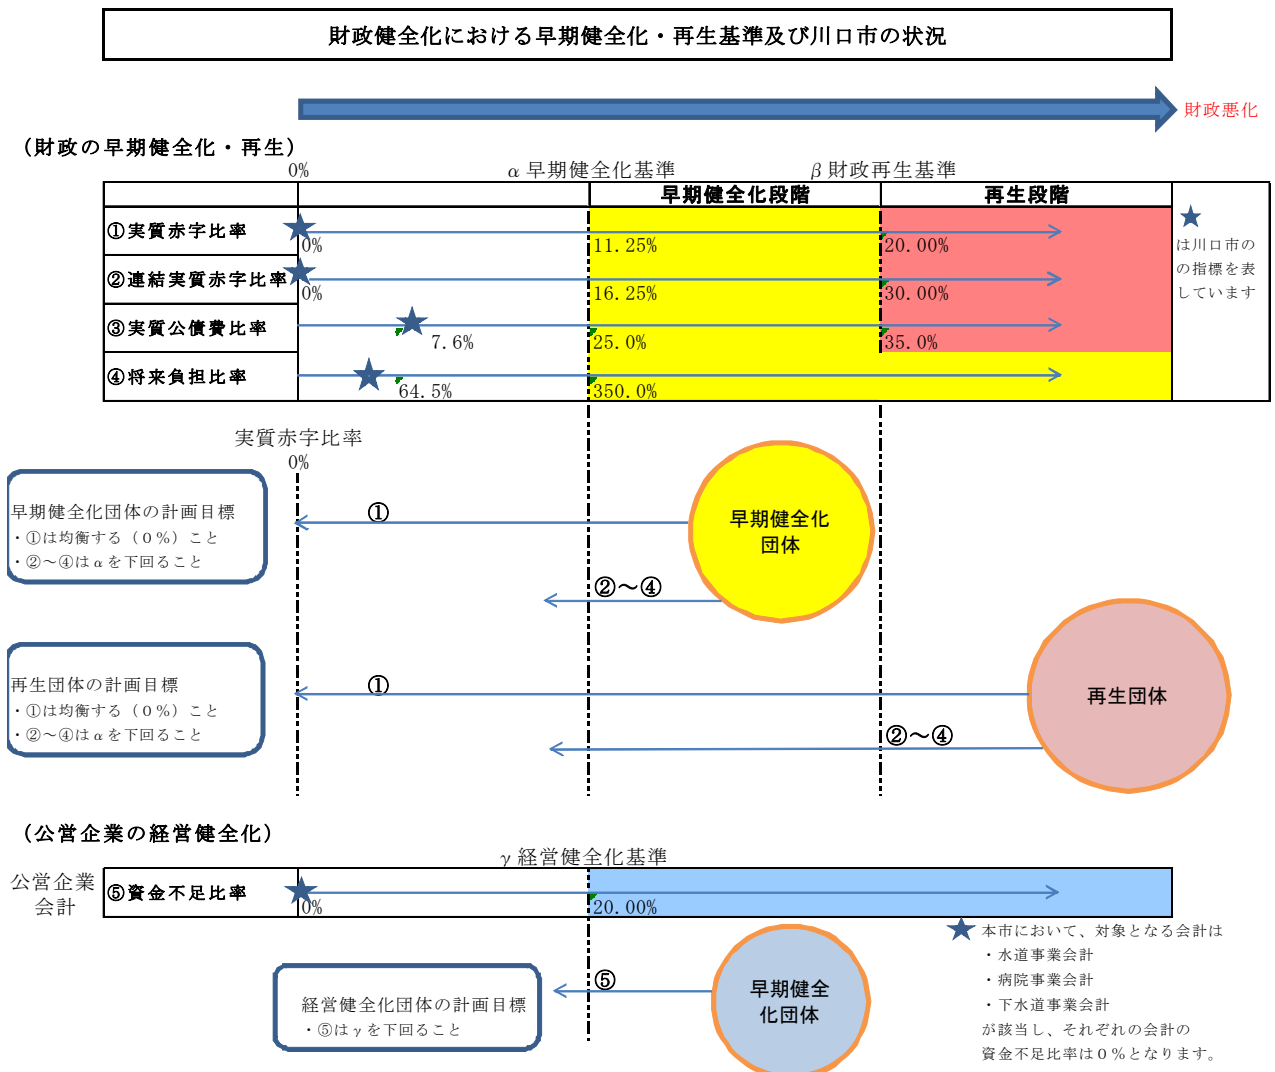 財政健全化における早期健全化・再生基準及び川口市の状況
財政悪化
（財政の早期健全化・再生）
0%
α早期健全化基準
β財政再生基準
早期健全化段階
再生段階
①実質赤字比率
0%
11.25%
20.00%
②連結実質赤字比率
0%
16.25%
30.00%
③実質公債費比率
7.6%
25.0%
35.0%
④将来負担比率
64.5%
350.0%
は川口市の
の指標を表
しています
実質赤字比率
0%
早期健全化団体の計画目標
・①は均衡する（0％）こと
・②～④はαを下回ること
①
②～④
早期健全化
団体
再生団体の計画目標
・①は均衡する（0％）こと
・②～④はαを下回ること
①
②～④
再生団体
（公営企業の経営健全化）
γ経営健全化基準
公営企業
会計
⑤資金不足比率
0%
20.00%
経営健全化団体の計画目標
・⑤はγを下回ること
⑤
早期健全
化団体
本市において、対象となる会計は
・水道事業会計
・病院事業会計
・下水道事業会計
が該当し、それぞれの会計の
資金不足比率は０％となります。